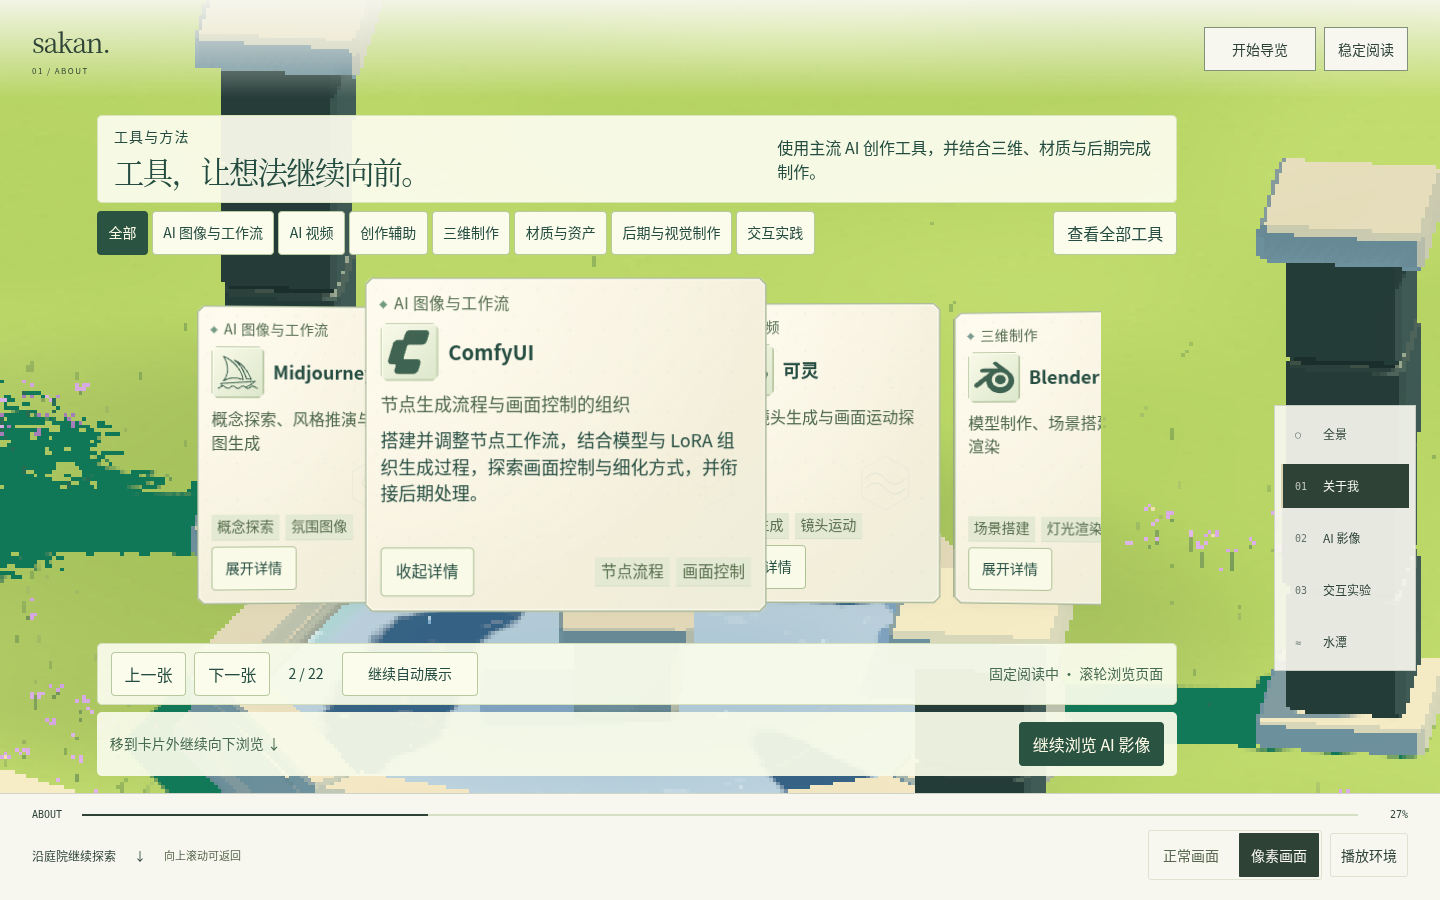 sakan.
01 / ABOUT
开始导览
稳定阅读
工具与方法
工具，让想法继续向前。
使用主流 AI 创作工具，并结合三维、材质与后期完成
制作。
全部
AI 图像与工作流
AI 视频
创作辅助
三维制作
材质与资产
后期与视觉制作
交互实践
查看全部工具
AI 图像与工作流
Midjourne
概念探索、风格推演与
图生成
概念探索
氛围图像
展开详情
AI 图像与工作流
ComfyUI
节点生成流程与画面控制的组织
搭建并调整节点工作流，结合模型与 LoRA 组
织生成过程，探索画面控制与细化方式，并衔
接后期处理。
收起详情
节点流程
画面控制
频
可灵
头生成与画面运动探
成
镜头运动
详情
三维制作
Blender
模型制作、场景搭建
渲染
场景搭建
灯光渲染
展开详情
全景
01 关于我
02 AI 影像
03 交互实验
≈ 水潭
上一张
下一张
2 / 22
继续自动展示
固定阅读中 · 滚轮浏览页面
移到卡片外继续向下浏览 ↓
继续浏览 AI 影像
ABOUT
27%
沿庭院继续探索 ↓ 向上滚动可返回
正常画面
像素画面
播放环境